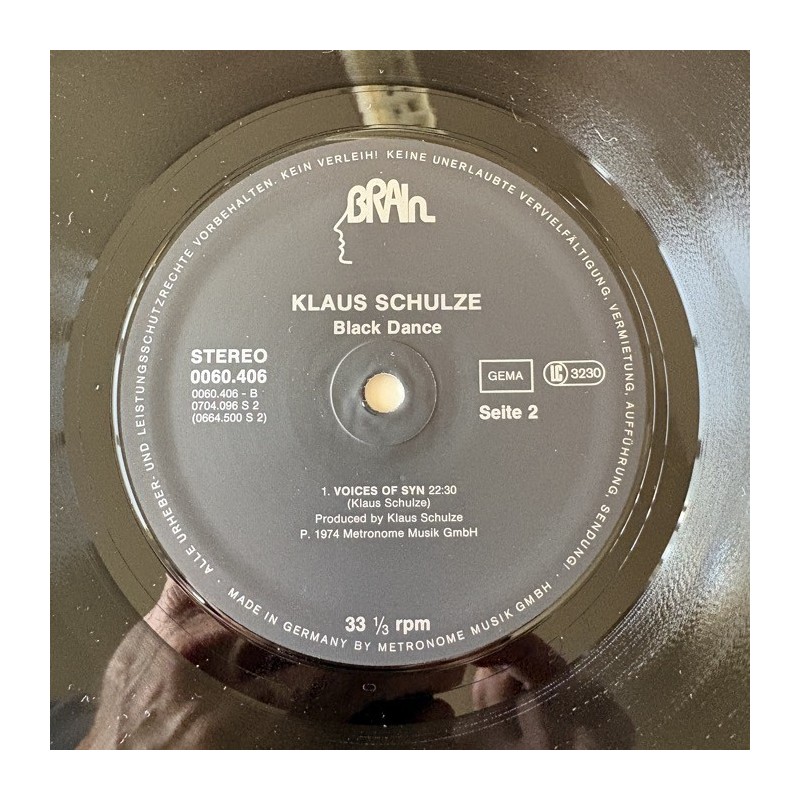 ALLE URHEBER- UND LEISTUNGSSCHUTZRECHTE VORBEHALTEN. KEIN VERLEIH! KEINE UNERLAUBTE VERVIELFÄLTIGUNG, VERMIETUNG, AUFFÜHRUNG, SENDUNG!
BRAIN
KLAUS SCHULZE
Black Dance
STEREO
0060.406
0060.406 - B
0704.096 S 2
(0664.500 S 2)
GEMA
LC 3230
Seite 2
1. VOICES OF SYN 22:30
(Klaus Schulze)
Produced by Klaus Schulze
P. 1974 Metronome Musik GmbH
33 1/3 rpm
· MADE IN GERMANY BY METRONOME MUSIK GMBH ·